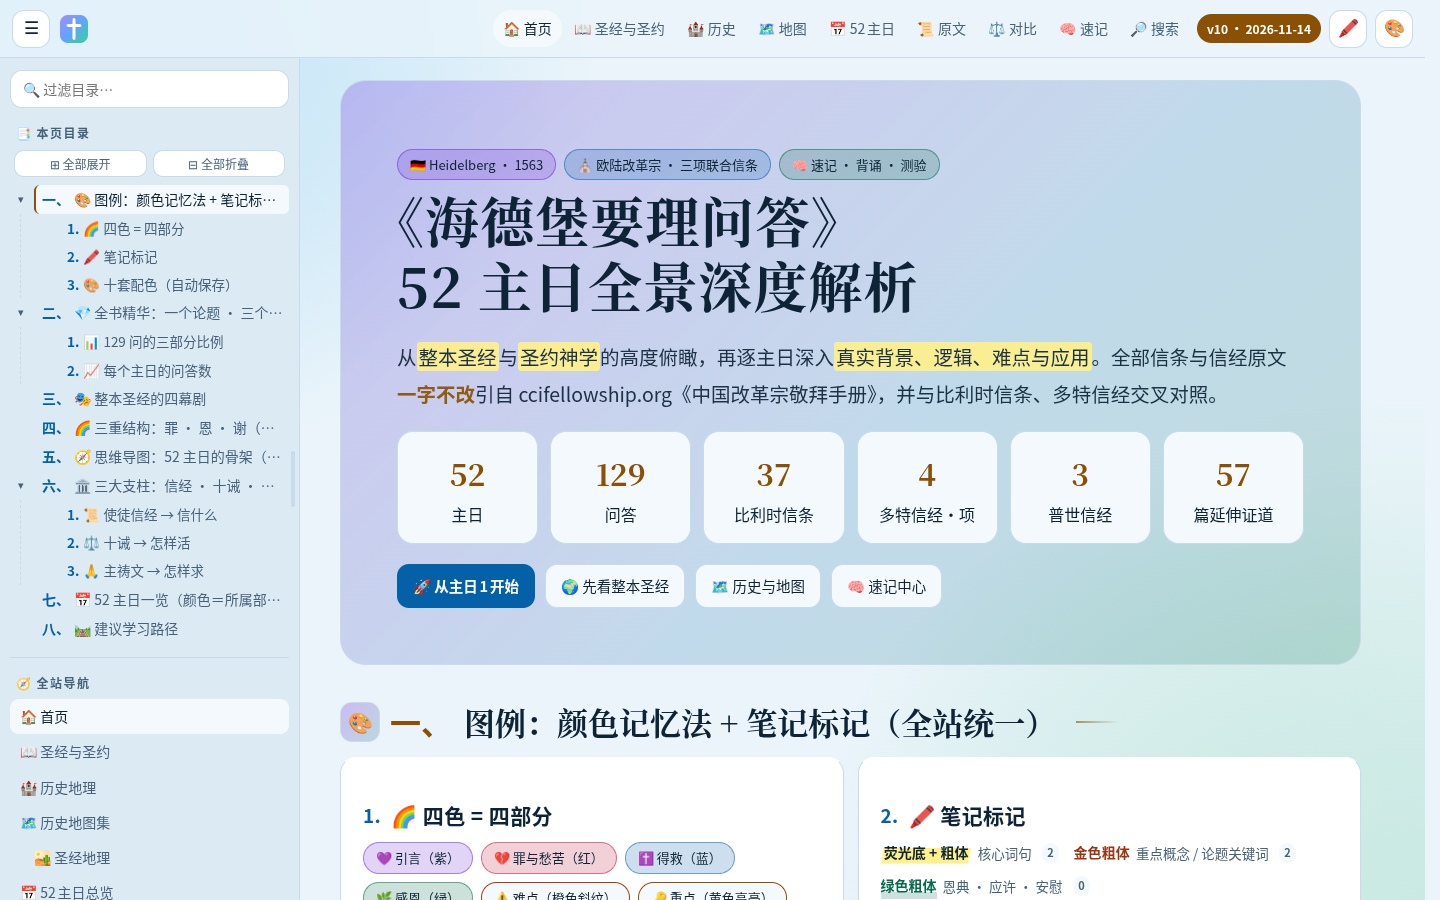 ☰ ✝ 🏠 首页 📖 圣经与圣约 🏰 历史 🗺️ 地图 📅 52主日 📜 原文 ⚖️ 对比 🧠 速记 🔎 搜索 v10 · 2026-11-14 🖍️ 🎨
🔍 过滤目录…
📑 本页目录
⊞ 全部展开 ⊟ 全部折叠
▾ 一、 🎨 图例：颜色记忆法 + 笔记标…
1. 🌈 四色 = 四部分
2. 🖍️ 笔记标记
3. 🎨 十套配色（自动保存）
▾ 二、 💎 全书精华：一个论题 · 三个…
1. 📊 129 问的三部分比例
2. 📈 每个主日的问答数
三、 🎭 整本圣经的四幕剧
四、 🌈 三重结构：罪 · 恩 · 谢（…
五、 🧭 思维导图：52 主日的骨架（…
▾ 六、 🏛️ 三大支柱：信经 · 十诫 · …
1. 📜 使徒信经 → 信什么
2. ⚖️ 十诫 → 怎样活
3. 🙏 主祷文 → 怎样求
七、 📅 52 主日一览（颜色＝所属部…
八、 🛤️ 建议学习路径
🧭 全站导航
🏠 首页
📖 圣经与圣约
🏰 历史地理
🗺️ 历史地图集
🏜️ 圣经地理
📅 52主日总览
🇩🇪 Heidelberg · 1563 ⛪ 欧陆改革宗 · 三项联合信条 🧠 速记 · 背诵 · 测验
《海德堡要理问答》
52 主日全景深度解析
从整本圣经与圣约神学的高度俯瞰，再逐主日深入真实背景、逻辑、难点与应用。全部信条与信经原文
一字不改引自 ccifellowship.org《中国改革宗敬拜手册》，并与比利时信条、多特信经交叉对照。
52 129 37 4 3 57
主日 问答 比利时信条 多特信经·项 普世信经 篇延伸证道
🚀 从主日1开始 🌍 先看整本圣经 🗺️ 历史与地图 🧠 速记中心
🎨 一、 图例：颜色记忆法 + 笔记标记（全站统一）
1. 🌈 四色 = 四部分
💜 引言（紫） 💔 罪与愁苦（红） ✝️ 得救（蓝）
🌿 感恩（绿） ⚠️ 难点（橙色斜纹） 🔑 重点（黄色高亮）
2. 🖍️ 笔记标记
荧光底 + 粗体 核心词句 2 金色粗体 重点概念 / 论题关键词 2
绿色粗体 恩典 · 应许 · 安慰 0